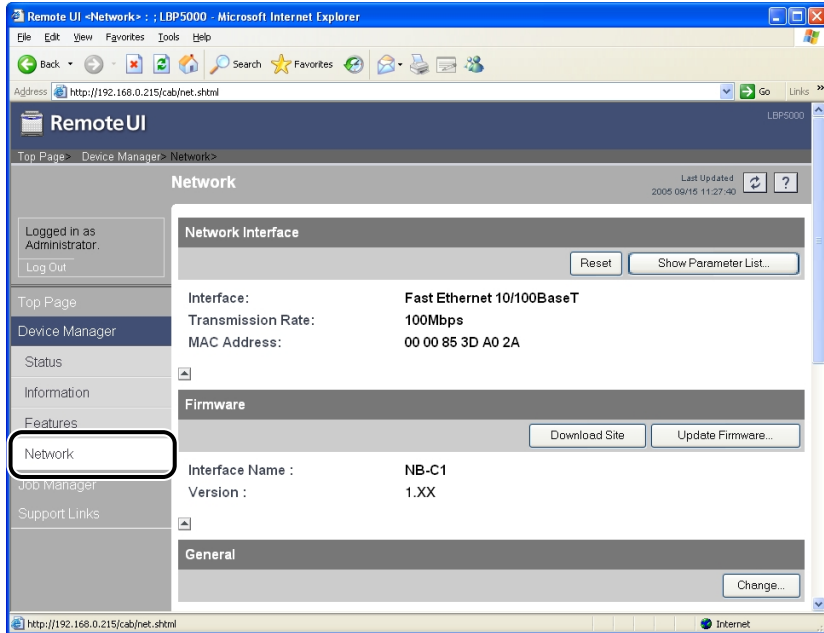 Remote UI <Network> : ; LBP5000 - Microsoft Internet Explorer
File Edit View Favorites Tools Help
Back Search Favorites
Address http://192.168.0.215/cab/net.shtml Go Links »
Remote UI LBP5000
Top Page> Device Manager> Network>
Network Last Updated 2005 09/15 11:27:40 ?
Logged in as
Administrator.
Log Out
Top Page
Device Manager
Status
Information
Features
Network
Job Manager
Support Links
Network Interface
Reset Show Parameter List...
Interface: Fast Ethernet 10/100BaseT
Transmission Rate: 100Mbps
MAC Address: 00 00 85 3D A0 2A
Firmware
Download Site Update Firmware...
Interface Name : NB-C1
Version : 1.XX
General
Change...
http://192.168.0.215/cab/net.shtml Internet